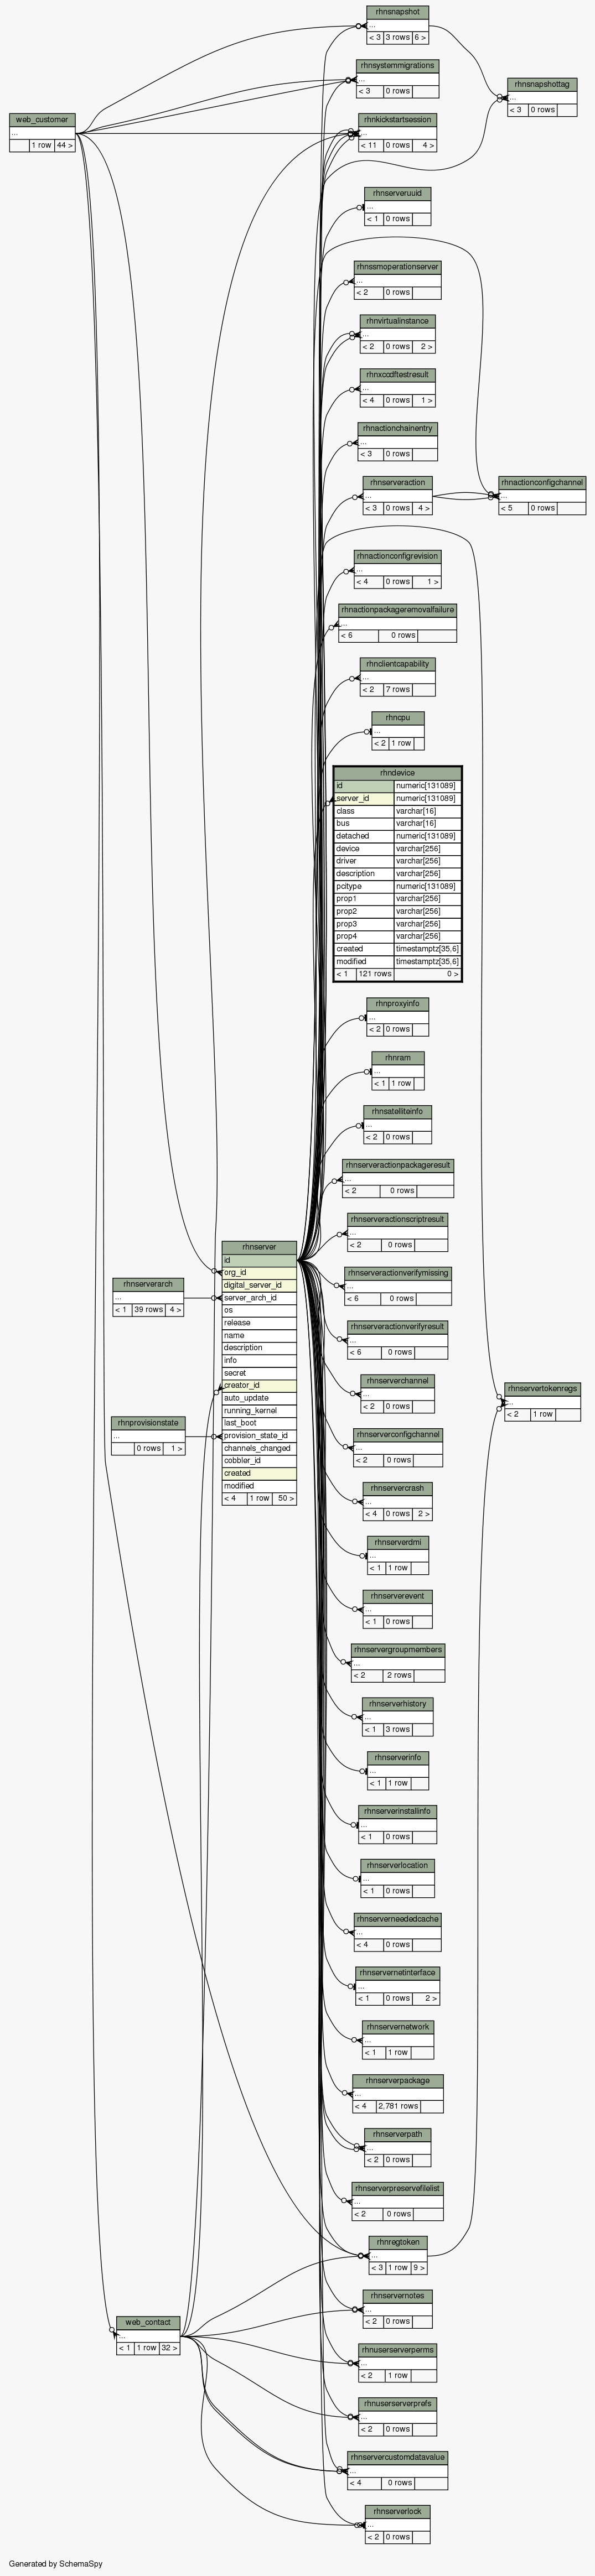 rhnsnapshot
...
< 3 3 rows 6 >
rhnsystemmigrations
...
< 3 0 rows
rhnsnapshottag
...
< 3 0 rows
web_customer
...
1 row 44 >
rhnkickstartsession
...
< 11 0 rows 4 >
rhnserveruuid
...
< 1 0 rows
rhnssmoperationserver
...
< 2 0 rows
rhnvirtualinstance
...
< 2 0 rows 2 >
rhnxccdftestresult
...
< 4 0 rows 1 >
rhnactionchainentry
...
< 3 0 rows
rhnserveraction
...
< 3 0 rows 4 >
rhnactionconfigchannel
...
< 5 0 rows
rhnactionconfigrevision
...
< 4 0 rows 1 >
rhnactionpackageremovalfailure
...
< 6 0 rows
rhnclientcapability
...
< 2 7 rows
rhncpu
...
< 2 1 row
rhndevice
id numeric[131089]
server_id numeric[131089]
class varchar[16]
bus varchar[16]
detached numeric[131089]
device varchar[256]
driver varchar[256]
description varchar[256]
pcitype numeric[131089]
prop1 varchar[256]
prop2 varchar[256]
prop3 varchar[256]
prop4 varchar[256]
created timestamptz[35,6]
modified timestamptz[35,6]
< 1 121 rows 0 >
rhnproxyinfo
...
< 2 0 rows
rhnram
...
< 1 1 row
rhnsatelliteinfo
...
< 2 0 rows
rhnserveractionpackageresult
...
< 2 0 rows
rhnserveractionscriptresult
...
< 2 0 rows
rhnserver
id
org_id
digital_server_id
server_arch_id
os
release
name
description
info
secret
creator_id
auto_update
running_kernel
last_boot
provision_state_id
channels_changed
cobbler_id
created
modified
< 4 1 row 50 >
rhnserverarch
...
< 1 39 rows 4 >
rhnprovisionstate
...
0 rows 1 >
rhnserveractionverifymissing
...
< 6 0 rows
rhnserveractionverifyresult
...
< 6 0 rows
rhnserverchannel
...
< 2 0 rows
rhnservertokenregs
...
< 2 1 row
rhnserverconfigchannel
...
< 2 0 rows
rhnservercrash
...
< 4 0 rows 2 >
rhnserverdmi
...
< 1 1 row
rhnserverevent
...
< 1 0 rows
rhnservergroupmembers
...
< 2 2 rows
rhnserverhistory
...
< 1 3 rows
rhnserverinfo
...
< 1 1 row
rhnserverinstallinfo
...
< 1 0 rows
rhnserverlocation
...
< 1 0 rows
rhnserverneededcache
...
< 4 0 rows
rhnservernetinterface
...
< 1 0 rows 2 >
rhnservernetwork
...
< 1 1 row
rhnserverpackage
...
< 4 2,781 rows
rhnserverpath
...
< 2 0 rows
rhnserverpreservefilelist
...
< 2 0 rows
rhnregtoken
...
< 3 1 row 9 >
rhnservernotes
...
< 2 0 rows
web_contact
...
< 1 1 row 32 >
rhnuserserverperms
...
< 2 1 row
rhnuserserverprefs
...
< 2 0 rows
rhnservercustomdatavalue
...
< 4 0 rows
rhnserverlock
...
< 2 0 rows
Generated by SchemaSpy